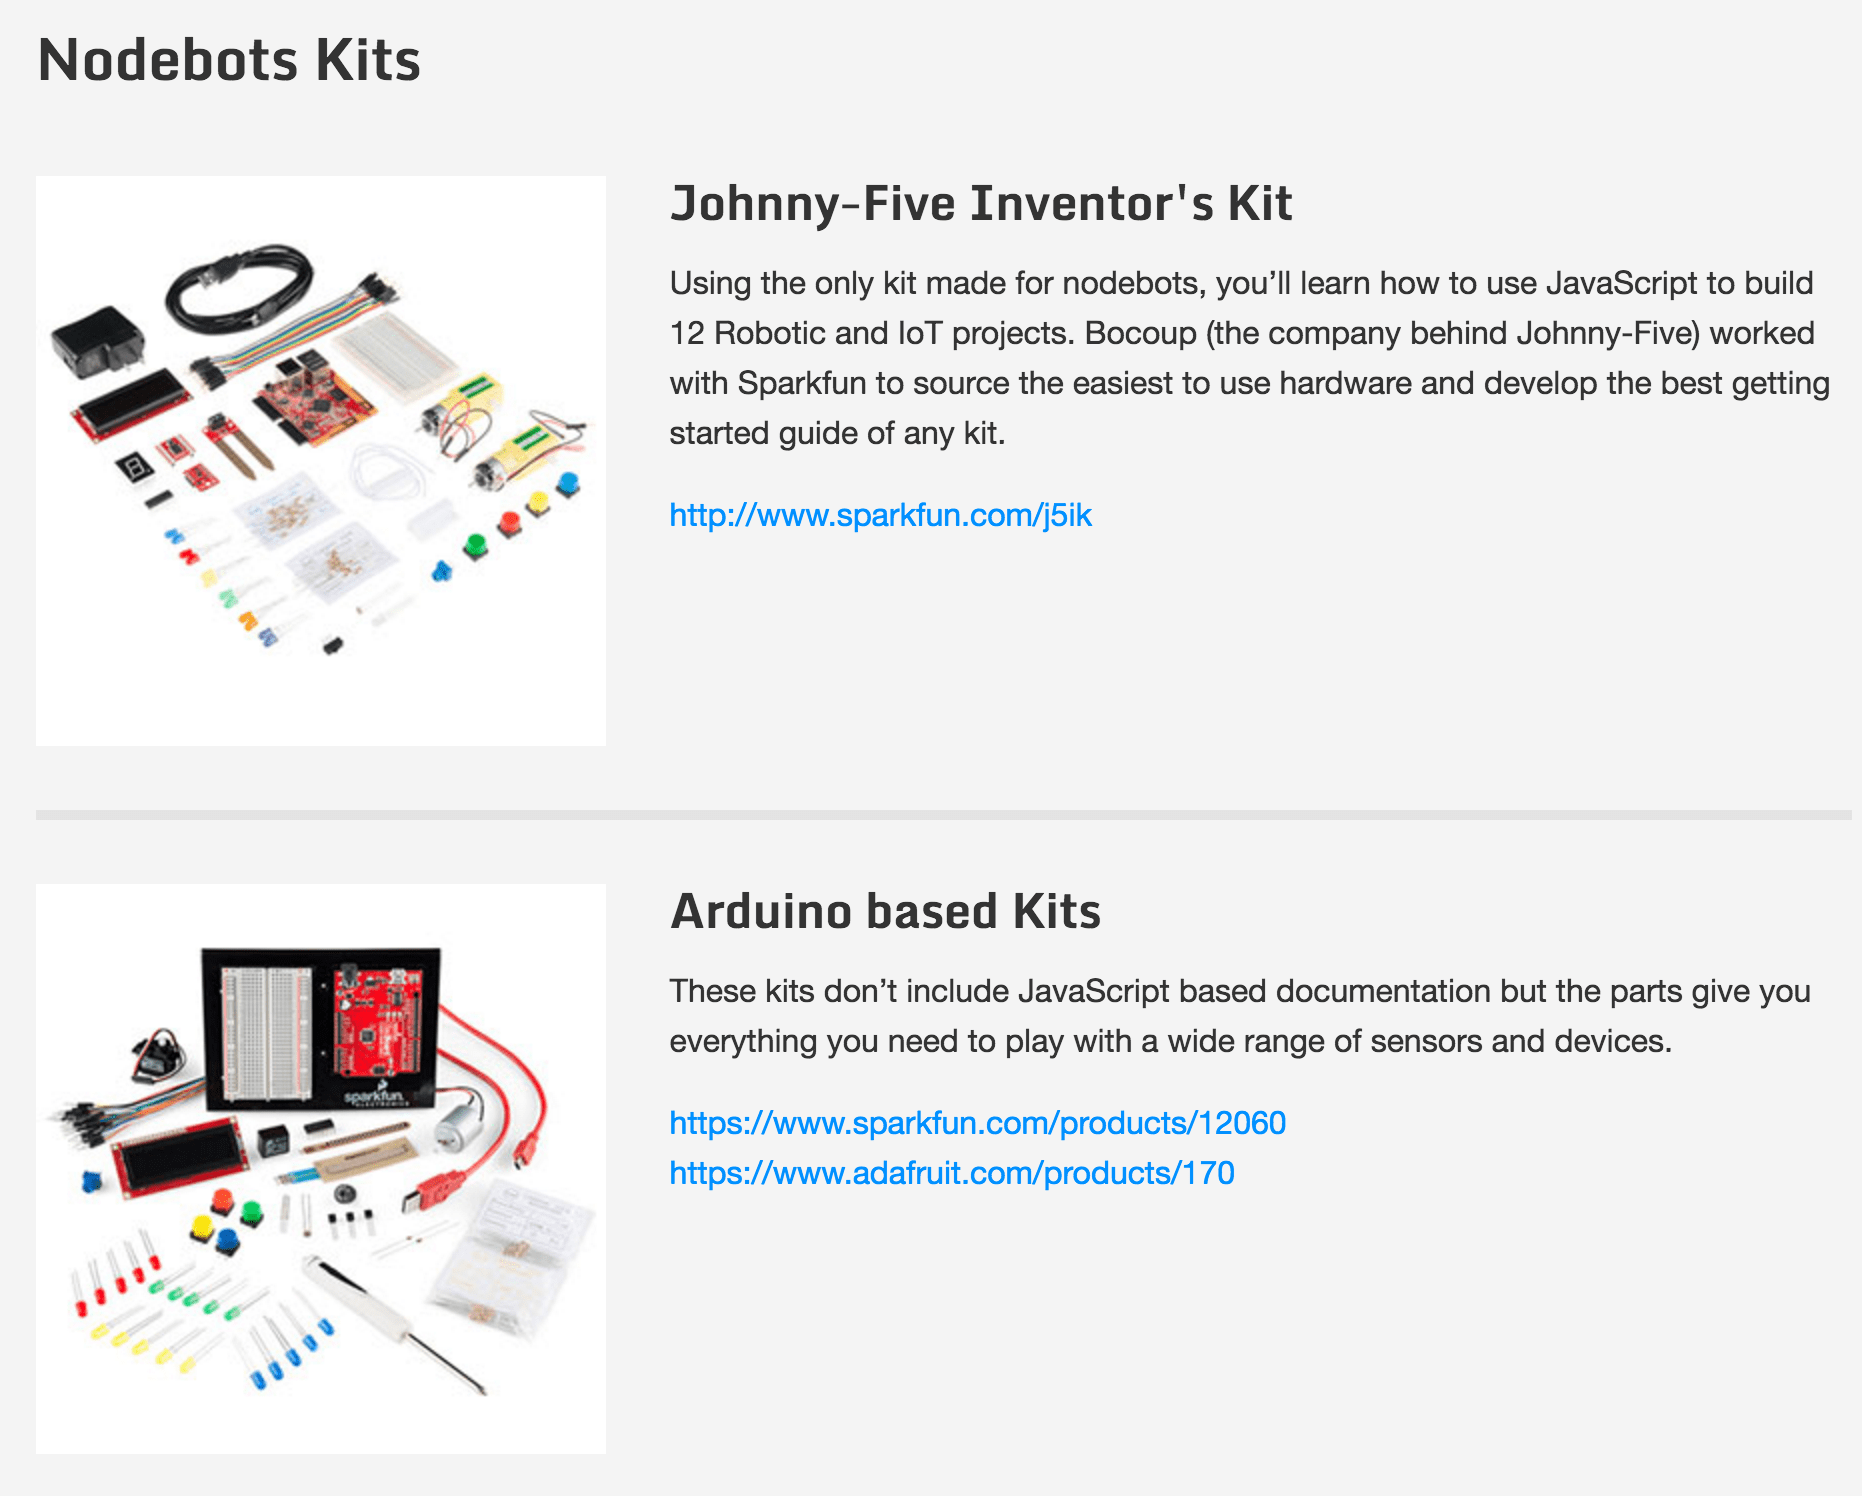 Nodebots Kits
Johnny-Five Inventor's Kit
Using the only kit made for nodebots, you’ll learn how to use JavaScript to build
12 Robotic and IoT projects. Bocoup (the company behind Johnny-Five) worked
with Sparkfun to source the easiest to use hardware and develop the best getting
started guide of any kit.
http://www.sparkfun.com/j5ik
Arduino based Kits
These kits don’t include JavaScript based documentation but the parts give you
everything you need to play with a wide range of sensors and devices.
https://www.sparkfun.com/products/12060
https://www.adafruit.com/products/170
sparkfun
ELECTRONICS